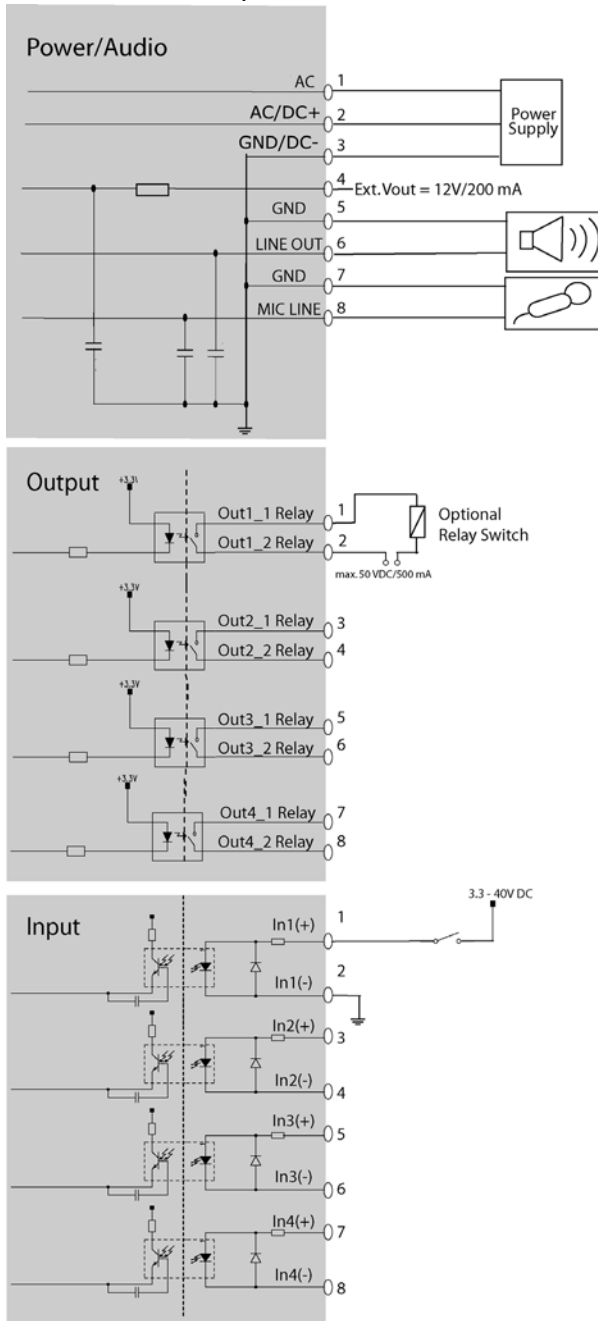 Power/Audio
AC 1
AC/DC+ 2
GND/DC- 3
Power
Supply
4
Ext.Vout = 12V/200 mA
GND 5
LINE OUT 6
GND 7
MIC LINE 8
Output
+3.3V
Out1_1 Relay 1
Out1_2 Relay 2
Optional
Relay Switch
max. 50 VDC/500 mA
+3.3V
Out2_1 Relay 3
Out2_2 Relay 4
+3.3V
Out3_1 Relay 5
Out3_2 Relay 6
+3.3V
Out4_1 Relay 7
Out4_2 Relay 8
Input
3.3 - 40V DC
In1(+) 1
In1(-) 2
In2(+) 3
In2(-) 4
In3(+) 5
In3(-) 6
In4(+) 7
In4(-) 8